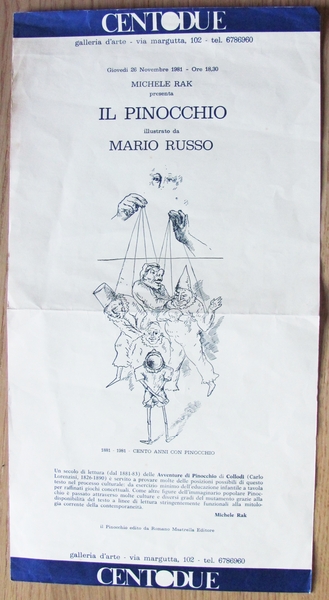 CENTODUE
galleria d'arte - via margutta, 102 - tel. 6786960
Giovedì 26 Novembre 1981 - Ore 18,30
MICHELE RAK
presenta
IL PINOCCHIO
illustrato da
MARIO RUSSO
1881 - 1981 - CENTO ANNI CON PINOCCHIO
Un secolo di lettura (dal 1881-83) delle Avventure di Pinocchio di Collodi (Carlo
Lorenzini, 1826-1890) è servito a provare molte delle posizioni possibili di questo
testo nel processo culturale: da esercizio minimo dell'educazione infantile a tavola
per raffinati giochi concettuali. Come altre figure dell'immaginario popolare Pinoc-
chio è passato attraverso molte culture e diversi gradi del mutamento grazie alla
disponibilità del testo a linee di lettura stringentemente funzionali alla mitolo-
gia corrente della contemporaneità.
Michele Rak
il Pinocchio edito da Romano Editore
galleria d'arte - via margutta, 102 - tel. 6786960
CENTODUE